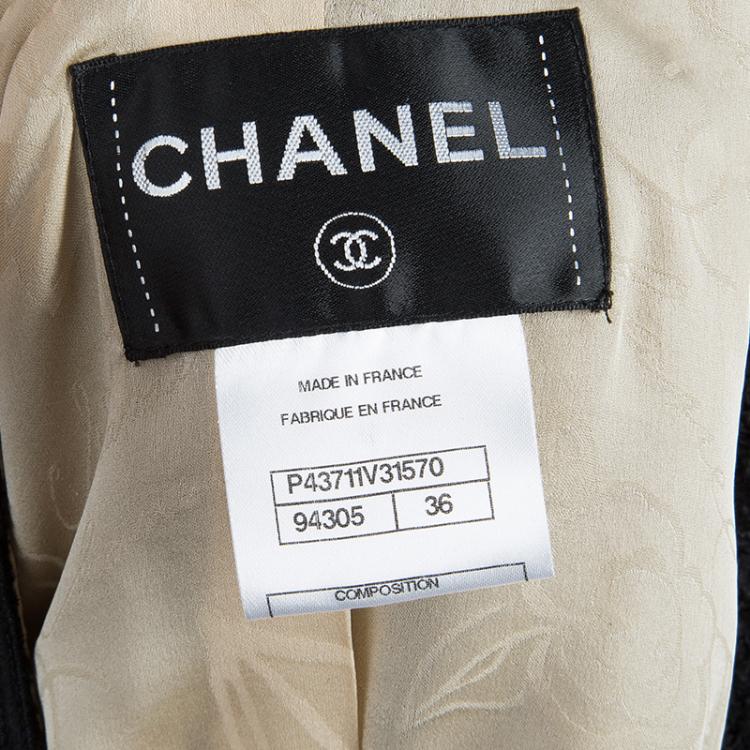 CHANEL
MADE IN FRANCE
FABRIQUE EN FRANCE
P43711V31570
94305 36
COMPOSITION